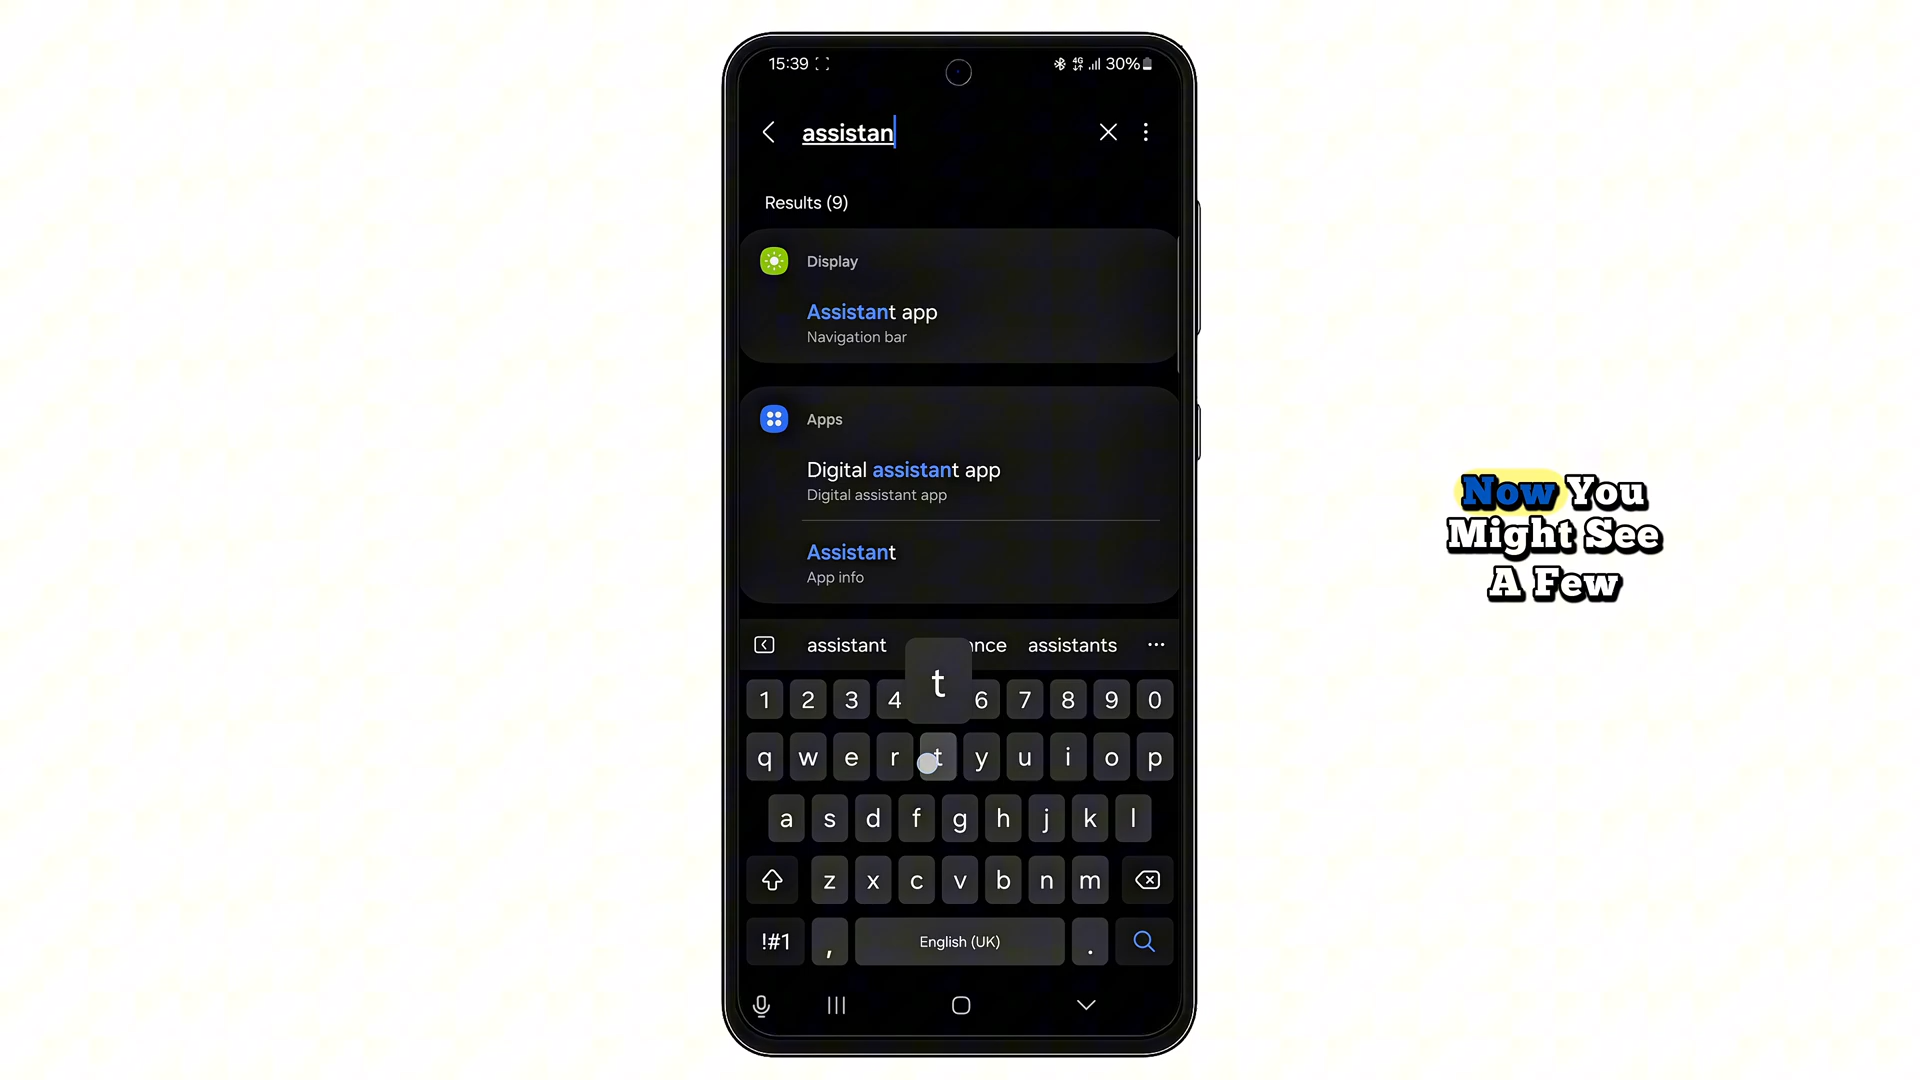 15:39
4G 30%
assistan
Results (9)
Display
Assistant app
Navigation bar
Apps
Digital assistant app
Digital assistant app
Assistant
App info
assistant assistants
t
1 2 3 4 6 7 8 9 0
q w e r t y u i o p
a s d f g h j k l
z x c v b n m
!#1 , English (UK) .
Now You
Might See
A Few